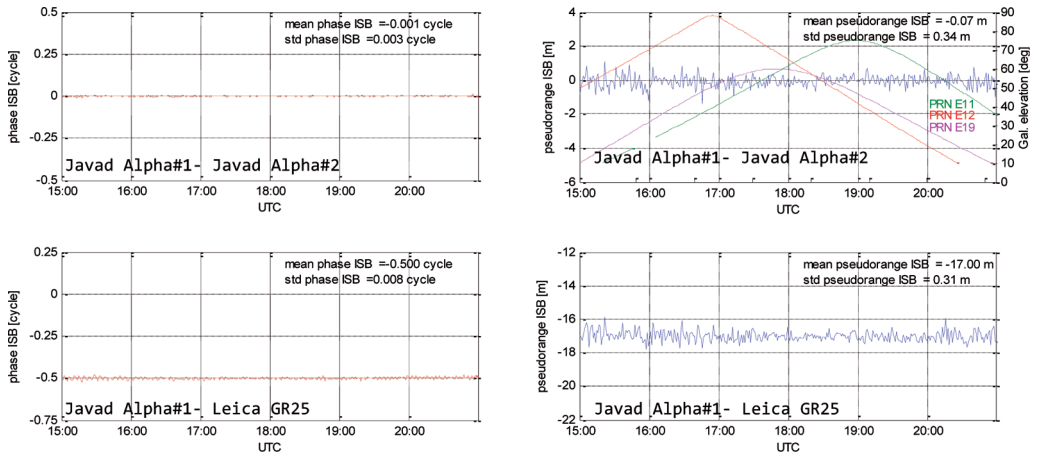 mean phase ISB =-0.001 cycle
std phase ISB =0.003 cycle
phase ISB [cycle]
0.5
0.25
0
-0.25
-0.5
Javad Alpha#1- Javad Alpha#2
15:00 16:00 17:00 18:00 19:00 20:00
UTC
mean pseudorange ISB = -0.07 m
std pseudorange ISB = 0.34 m
pseudorange ISB [m]
4
2
0
-2
-4
-6
Gal. elevation [deg]
90
80
70
60
50
40
30
20
10
0
PRN E11
PRN E12
PRN E19
Javad Alpha#1- Javad Alpha#2
15:00 16:00 17:00 18:00 19:00 20:00
UTC
mean phase ISB =-0.500 cycle
std phase ISB =0.008 cycle
phase ISB [cycle]
0.25
0
-0.25
-0.5
-0.75
Javad Alpha#1- Leica GR25
15:00 16:00 17:00 18:00 19:00 20:00
UTC
mean pseudorange ISB = -17.00 m
std pseudorange ISB = 0.31 m
pseudorange ISB [m]
-12
-14
-16
-18
-20
-22
Javad Alpha#1- Leica GR25
15:00 16:00 17:00 18:00 19:00 20:00
UTC